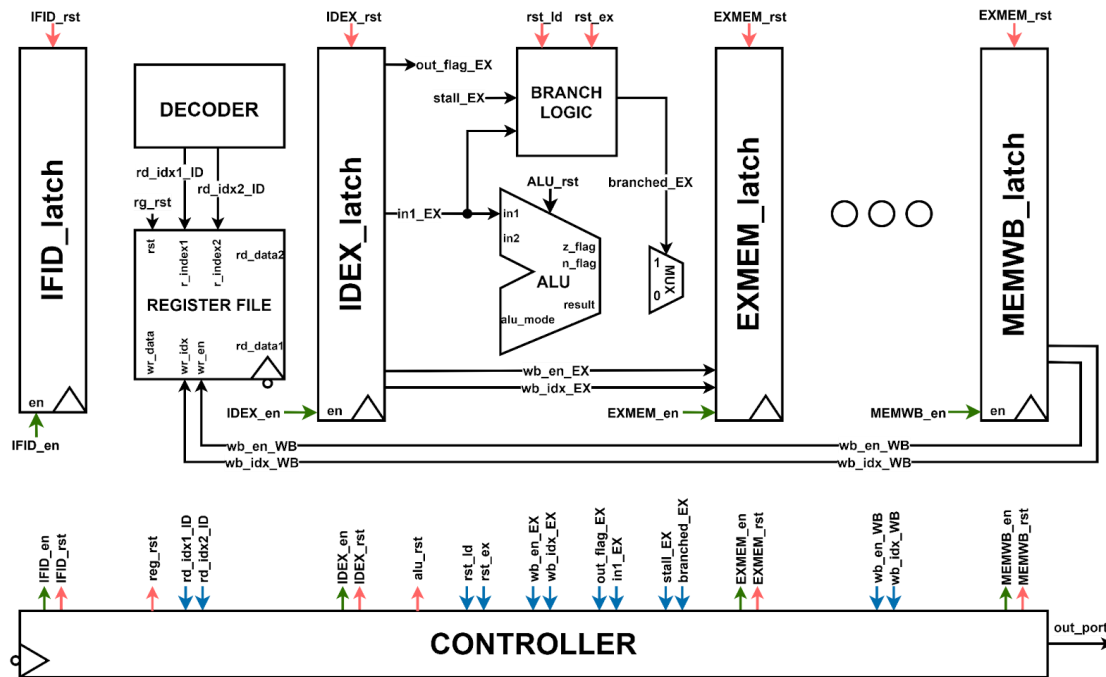 IFID_rst
IDEX_rst
rst_ld
rst_ex
EXMEM_rst
EXMEM_rst
out_flag_EX
stall_EX
BRANCH
LOGIC
DECODER
rd_idx1_ID
rd_idx2_ID
rg_rst
branched_EX
ALU_rst
IFID_latch
IDEX_latch
EXMEM_latch
MEMWB_latch
in1_EX
in1
in2
z_flag
n_flag
ALU
result
alu_mode
1
MUX
0
rst
r_index1
r_index2
rd_data2
REGISTER FILE
wr_data
wr_idx
wr_en
rd_data1
wb_en_EX
wb_idx_EX
en
IFID_en
IDEX_en
en
EXMEM_en
MEMWB_en
en
wb_en_WB
wb_en_WB
wb_idx_WB
wb_idx_WB
IFID_en
IFID_rst
reg_rst
rd_idx1_ID
rd_idx2_ID
IDEX_en
IDEX_rst
alu_rst
rst_ld
rst_ex
wb_en_EX
wb_idx_EX
out_flag_EX
in1_EX
stall_EX
branched_EX
EXMEM_en
EXMEM_rst
wb_en_WB
wb_idx_WB
MEMWB_en
MEMWB_rst
CONTROLLER
out_port